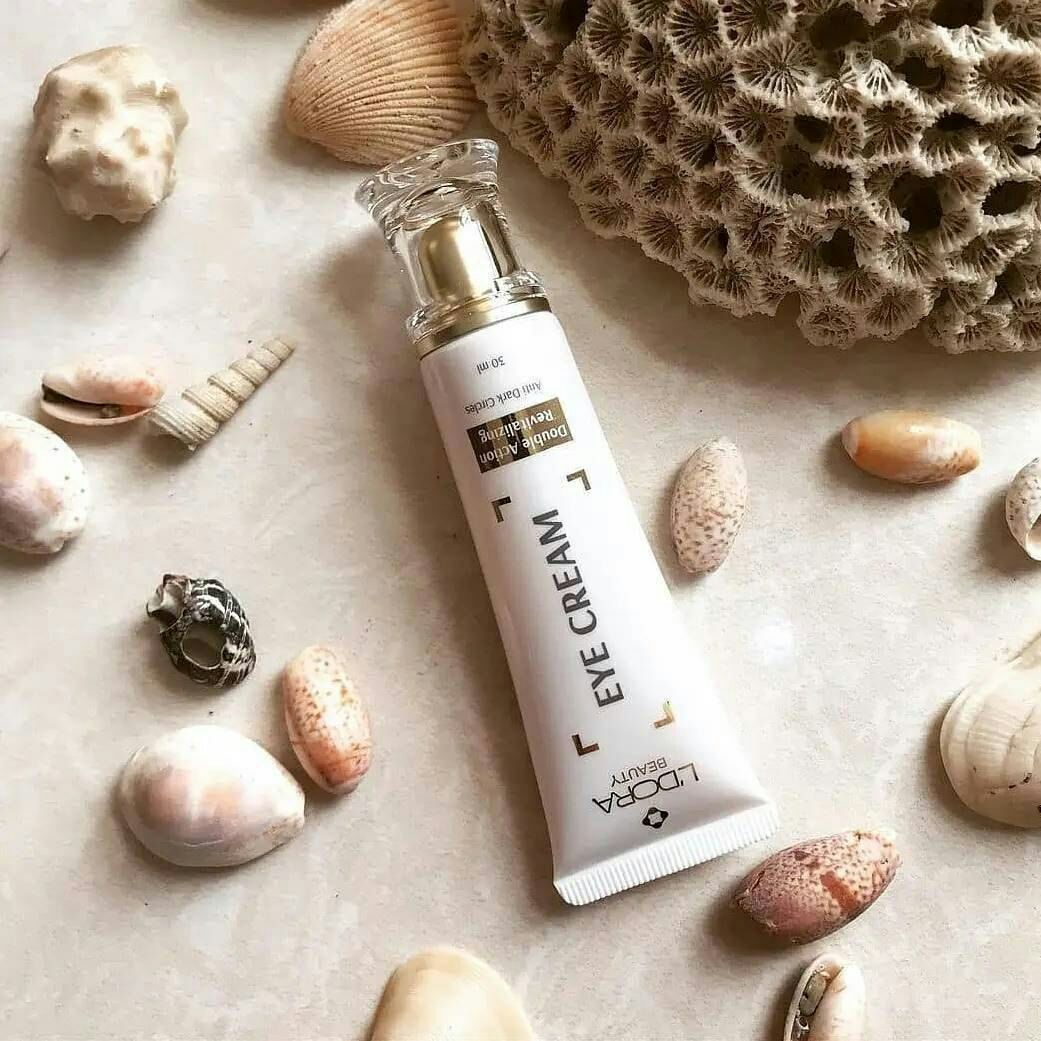 L'DORA
BEAUTY
EYE CREAM
Double Action
Revitalizing
Anti Dark Circles
30 ml